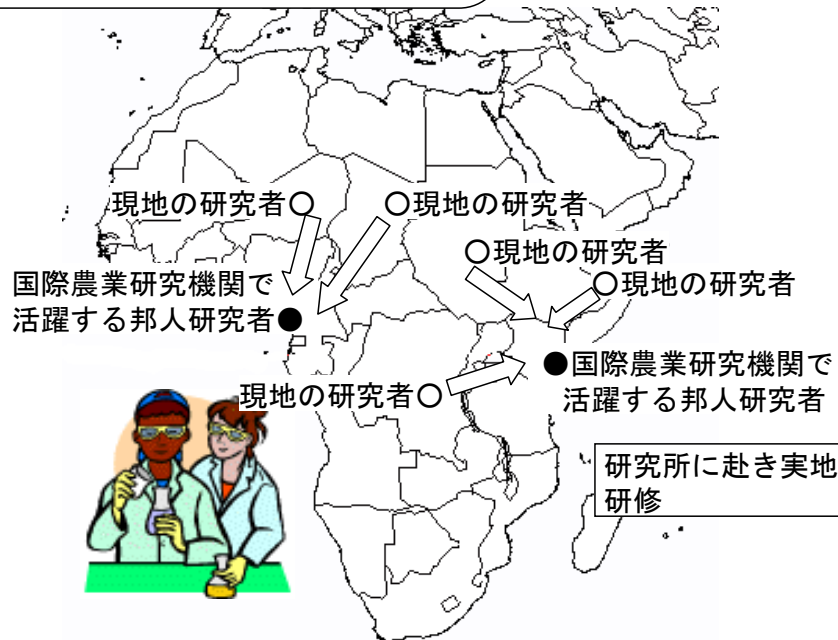 現地の研究者○
○現地の研究者
○現地の研究者
○現地の研究者
国際農業研究機関で
活躍する邦人研究者●
●国際農業研究機関で
活躍する邦人研究者
現地の研究者○
研究所に赴き実地
研修